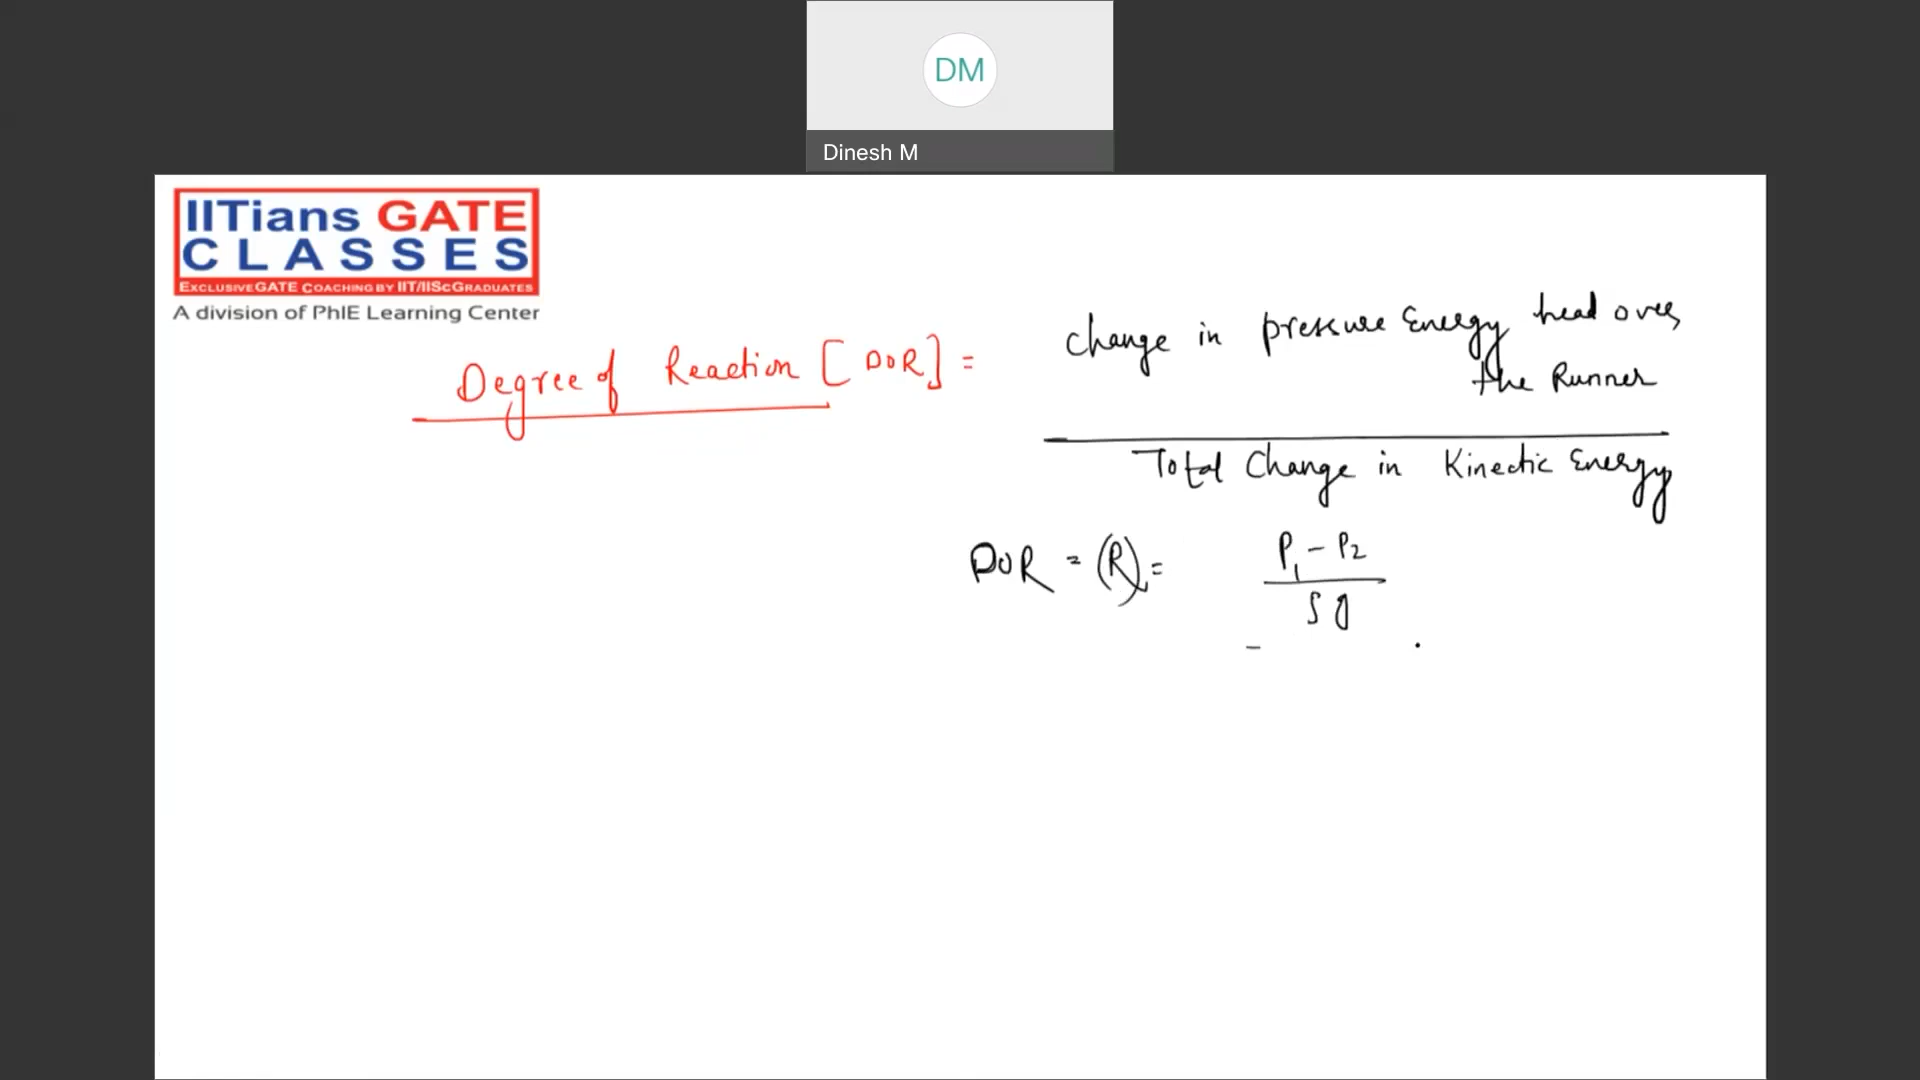 DM
Dinesh M
IITians GATE
CLASSES
EXCLUSIVE GATE COACHING BY IIT/IISc GRADUATES
A division of PhIE Learning Center
Degree of Reaction [DOR] =
change in pressure Energy head over
the Runner
Total Change in Kinectic Energy
DOR = (R) =
P₁ - P₂
ρg